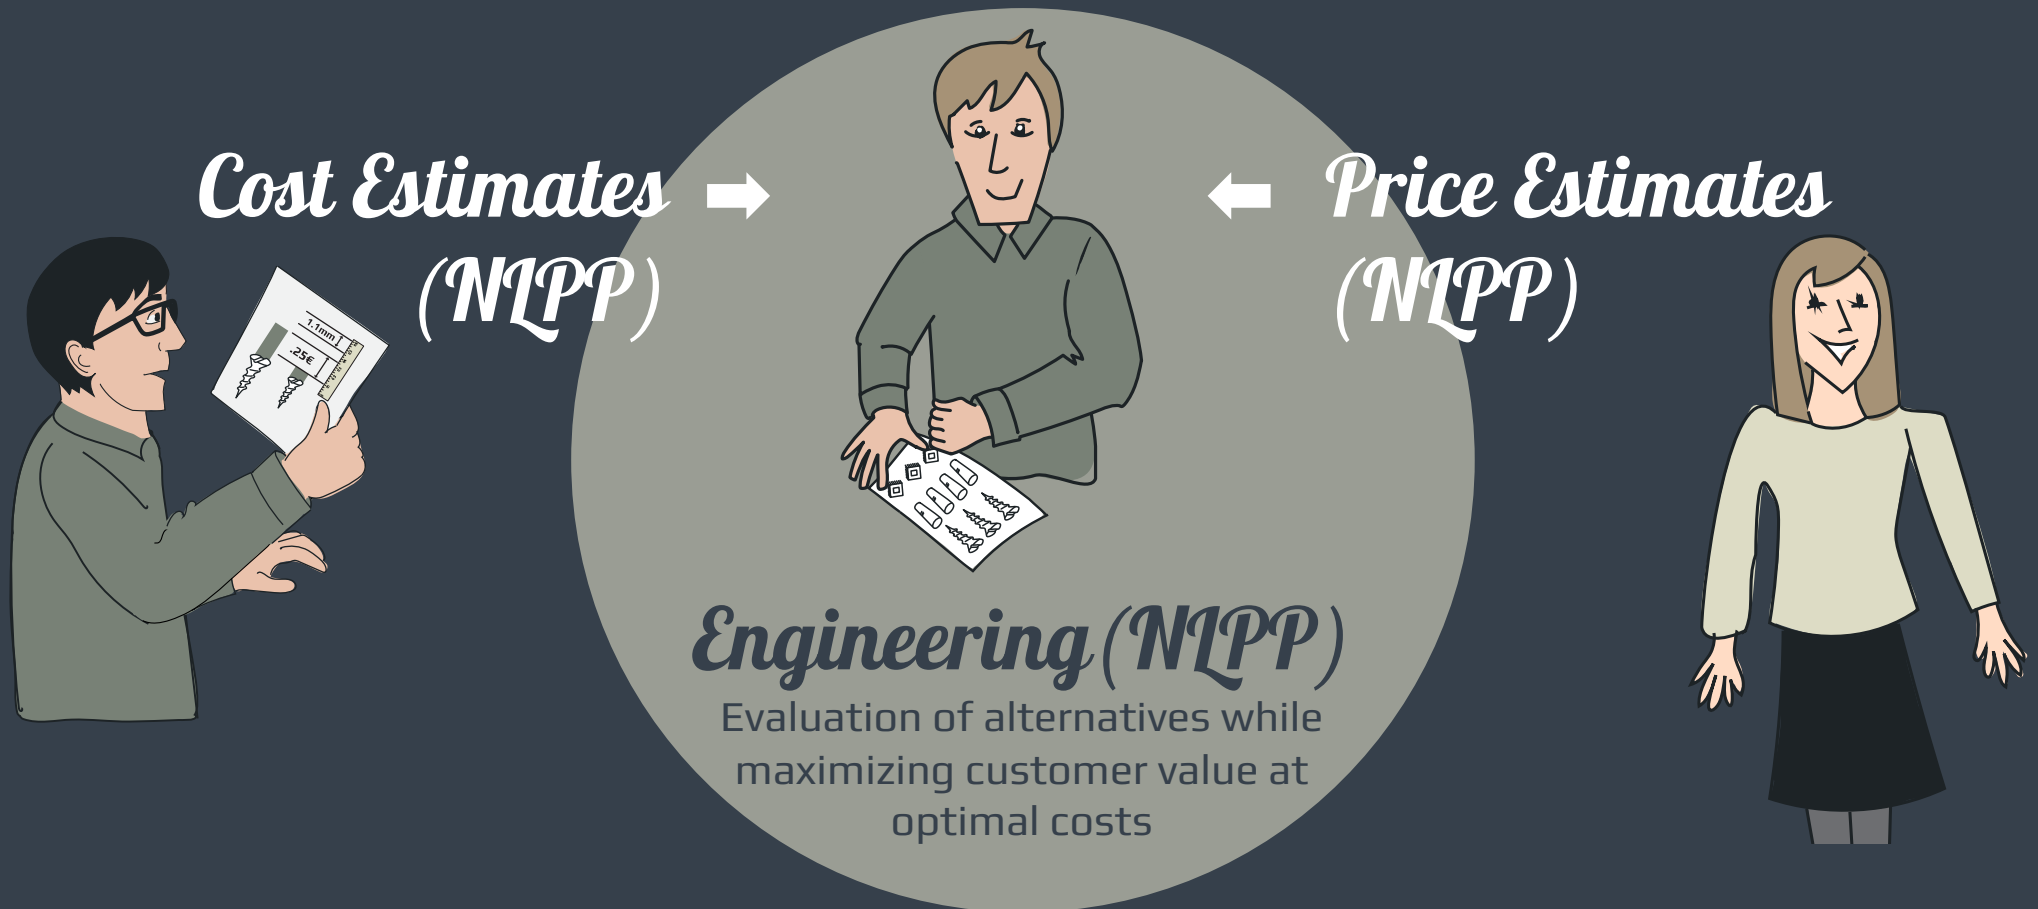 Cost Estimates
(NLPP)
Price Estimates
(NLPP)
1.1mm
.25€
Engineering (NLPP)
Evaluation of alternatives while
maximizing customer value at
optimal costs